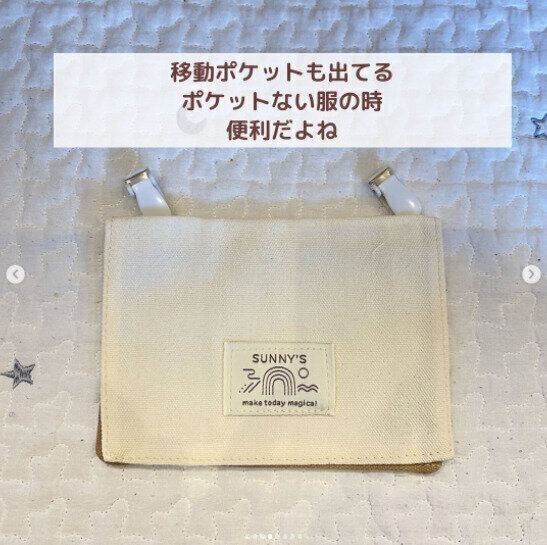 移動ポケットも出てる
ポケットない服の時
便利だよね
SUNNY'S
make today magical